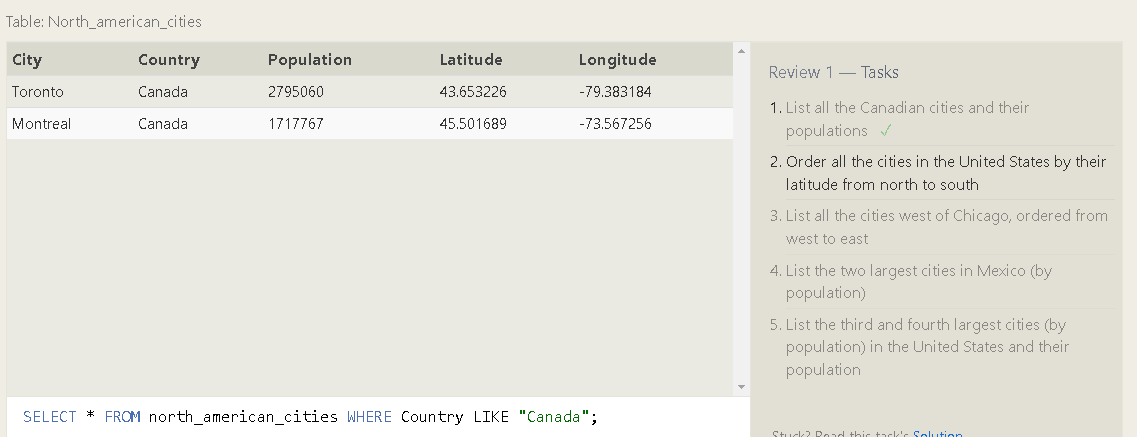 Table: North_american_cities
City Country Population Latitude Longitude
Toronto Canada 2795060 43.653226 -79.383184
Montreal Canada 1717767 45.501689 -73.567256
SELECT * FROM north_american_cities WHERE Country LIKE "Canada";
Review 1 — Tasks
1. List all the Canadian cities and their
populations ✓
2. Order all the cities in the United States by their
latitude from north to south
3. List all the cities west of Chicago, ordered from
west to east
4. List the two largest cities in Mexico (by
population)
5. List the third and fourth largest cities (by
population) in the United States and their
population
Stuck? Read this task's Solution